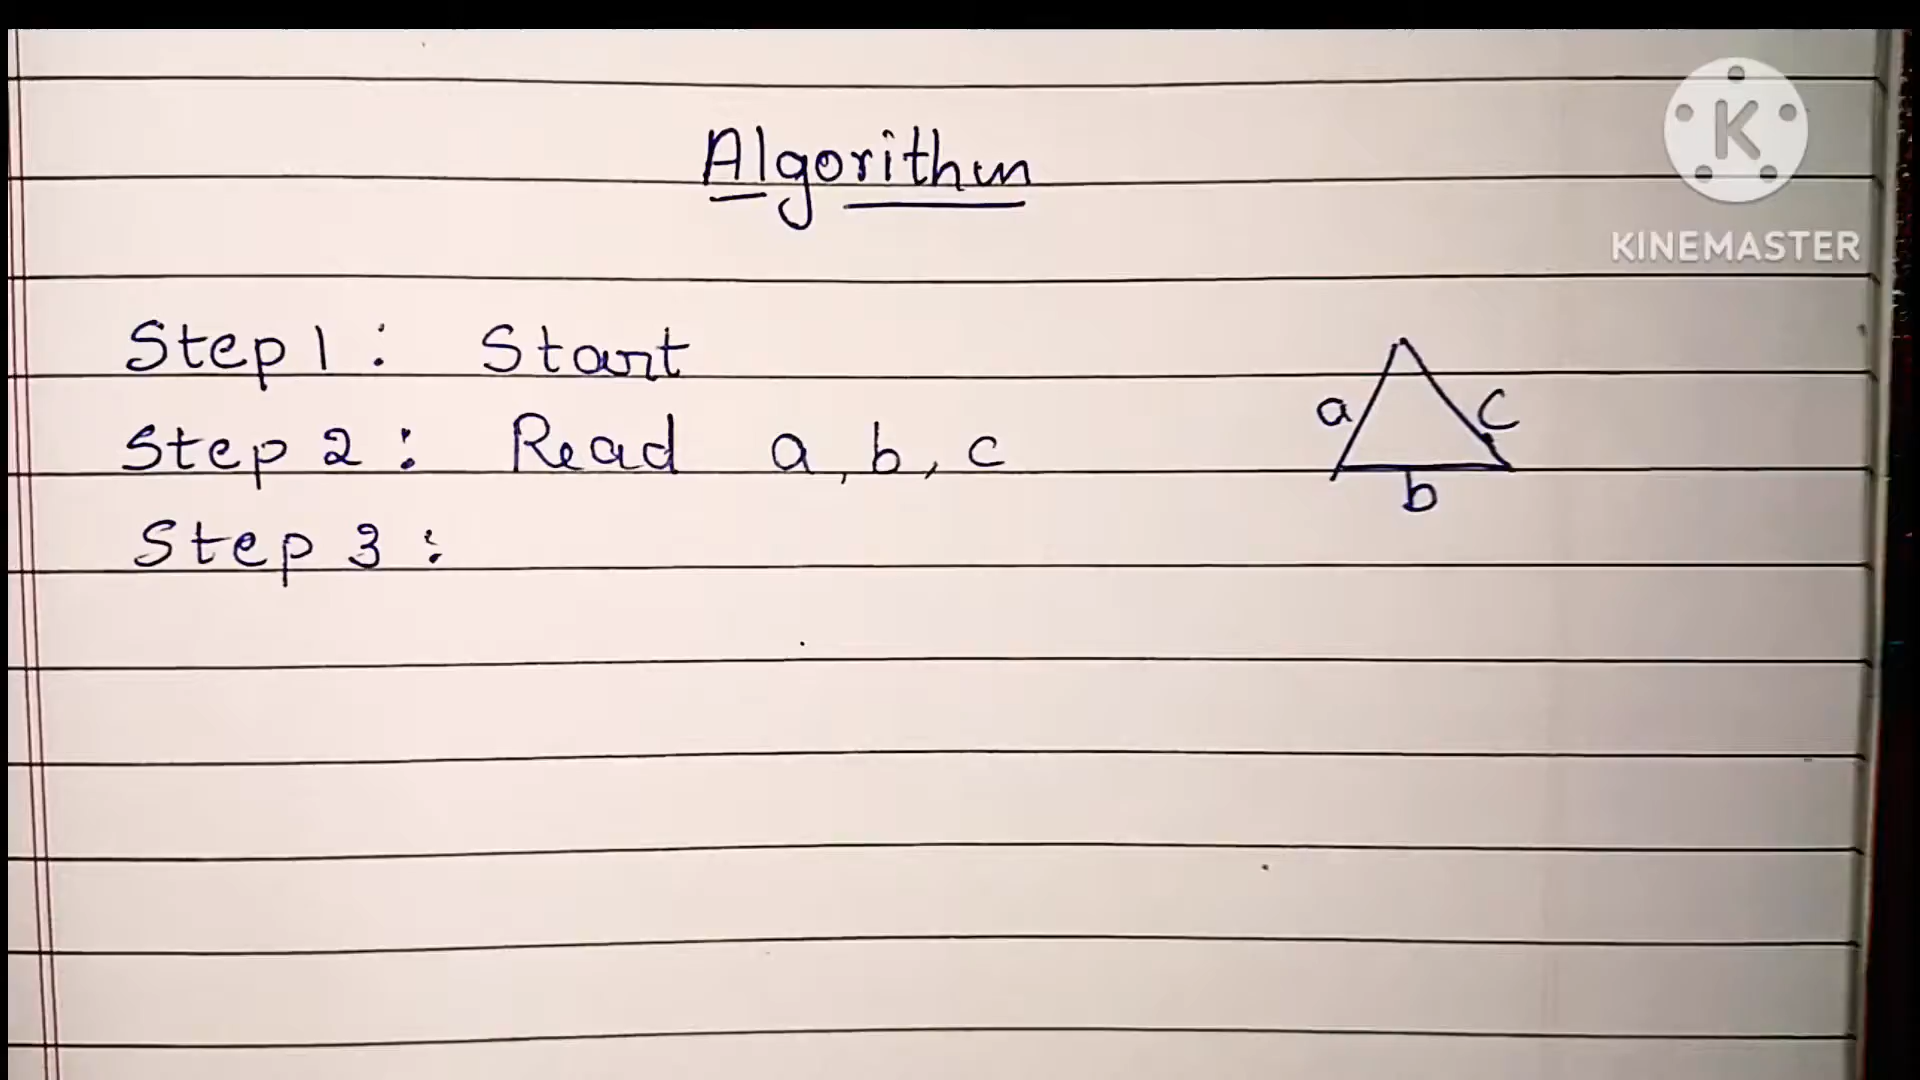 Algorithm
K
KINEMASTER
Step 1 : Start
Step 2 : Read a, b, c
a
c
b
Step 3 :